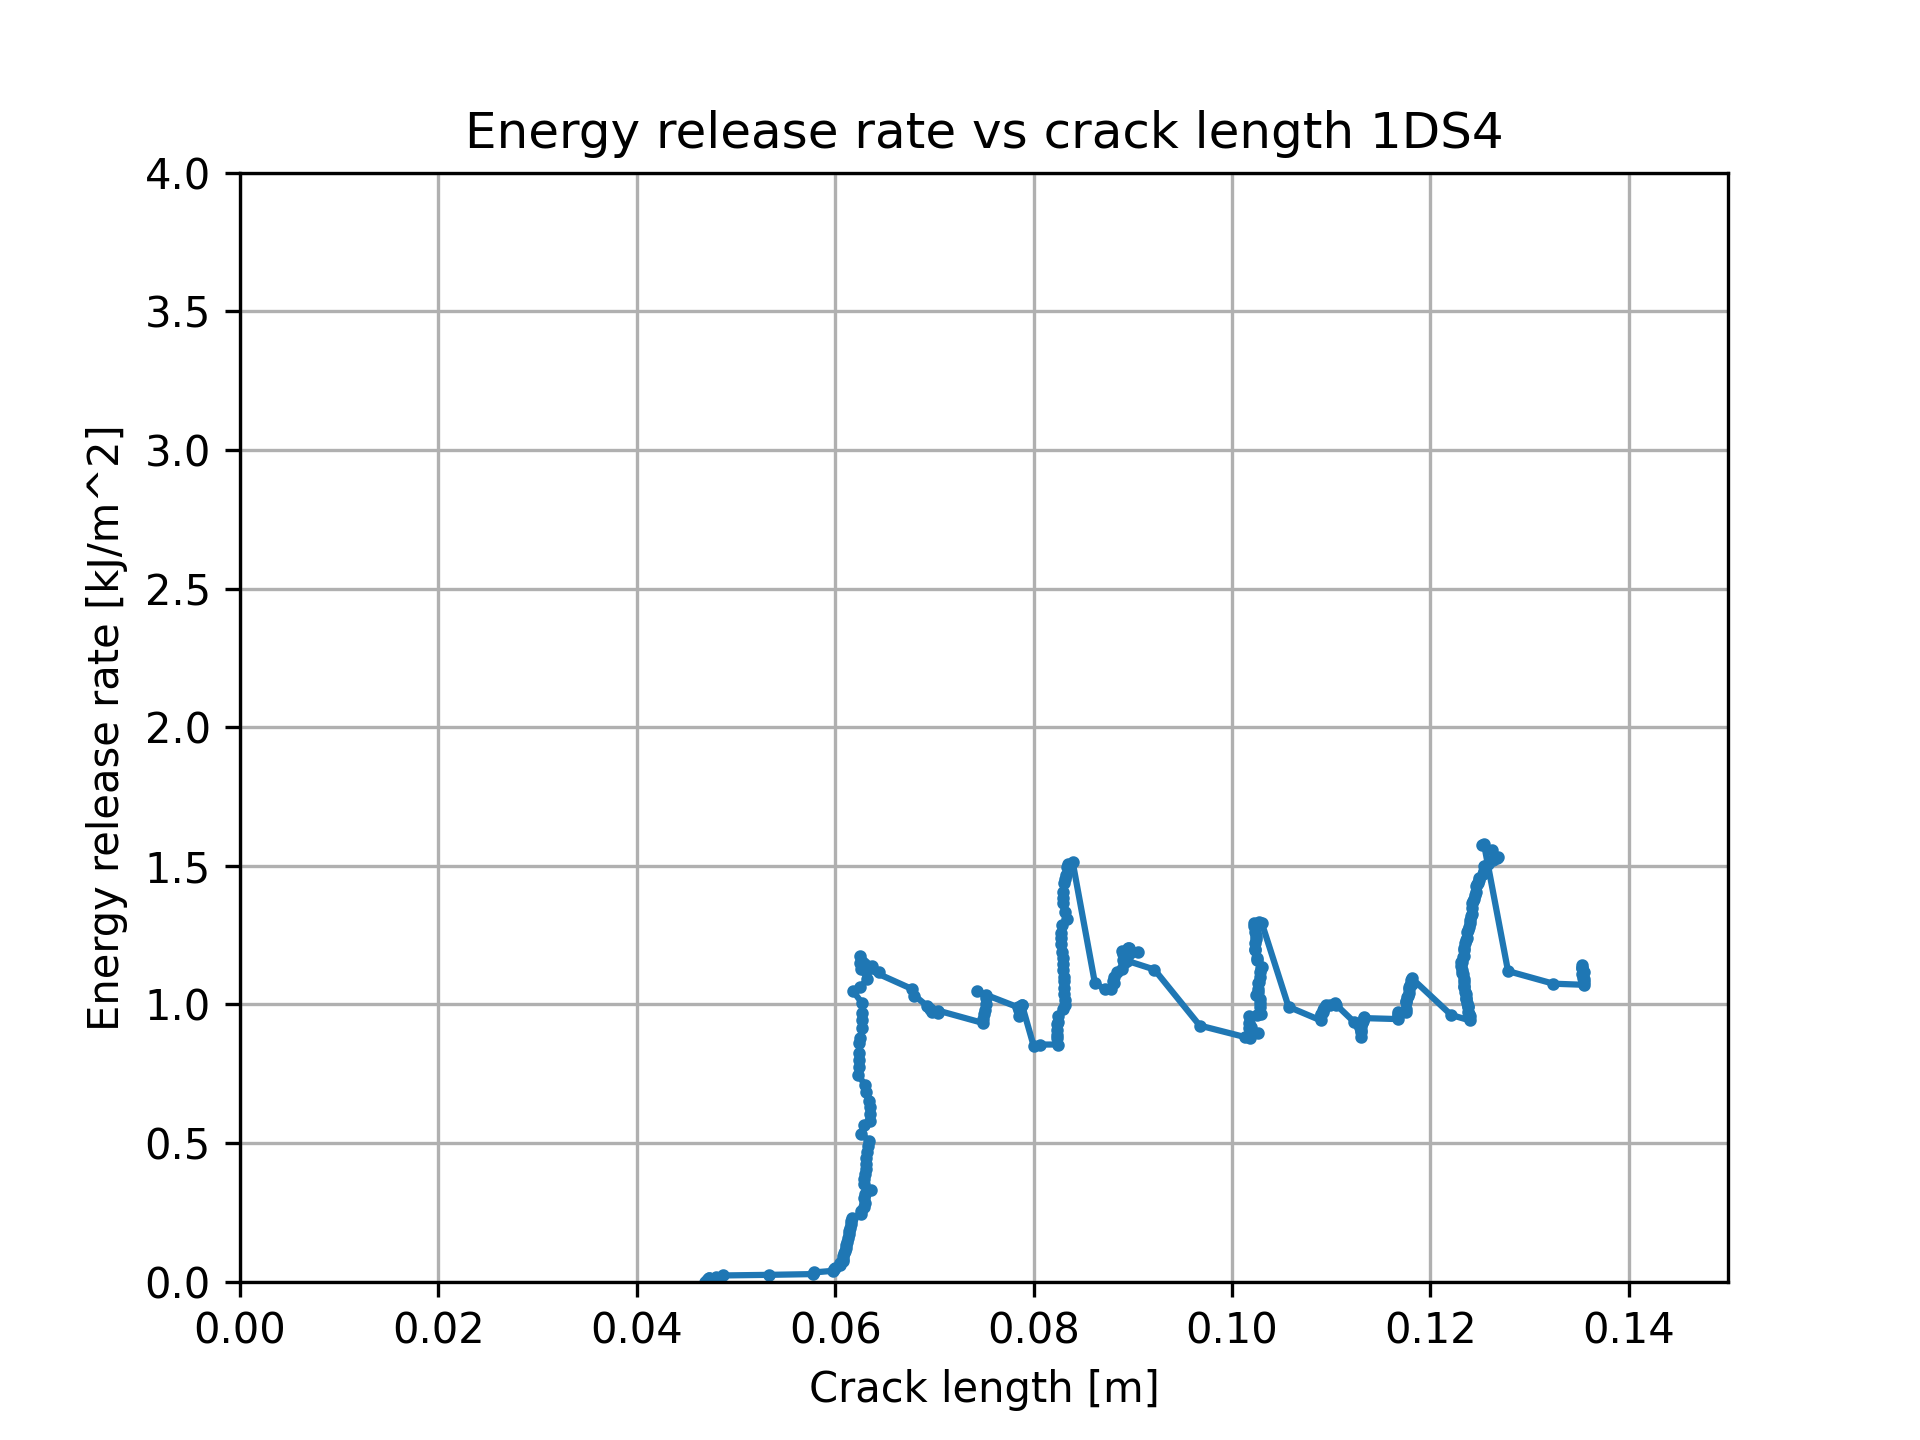 Energy release rate vs crack length 1DS4
4.0
3.5
3.0
2.5
2.0
1.5
1.0
0.5
0.0
Energy release rate [kJ/m^2]
0.00 0.02 0.04 0.06 0.08 0.10 0.12 0.14
Crack length [m]